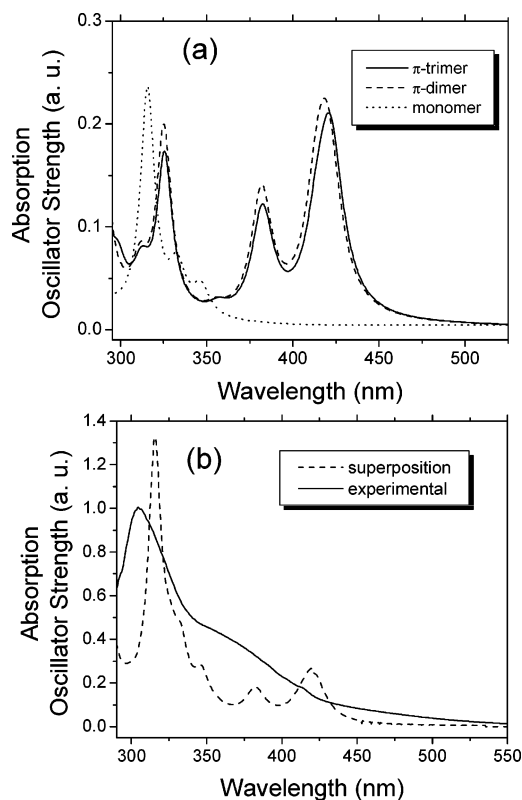 (a)
π-trimer
π-dimer
monomer
Absorption
Oscillator Strength (a. u.)
0.3
0.2
0.1
0.0
300 350 400 450 500
Wavelength (nm)
(b)
superposition
experimental
Absorption
Oscillator Strength (a. u.)
1.4
1.2
1.0
0.8
0.6
0.4
0.2
0.0
300 350 400 450 500 550
Wavelength (nm)